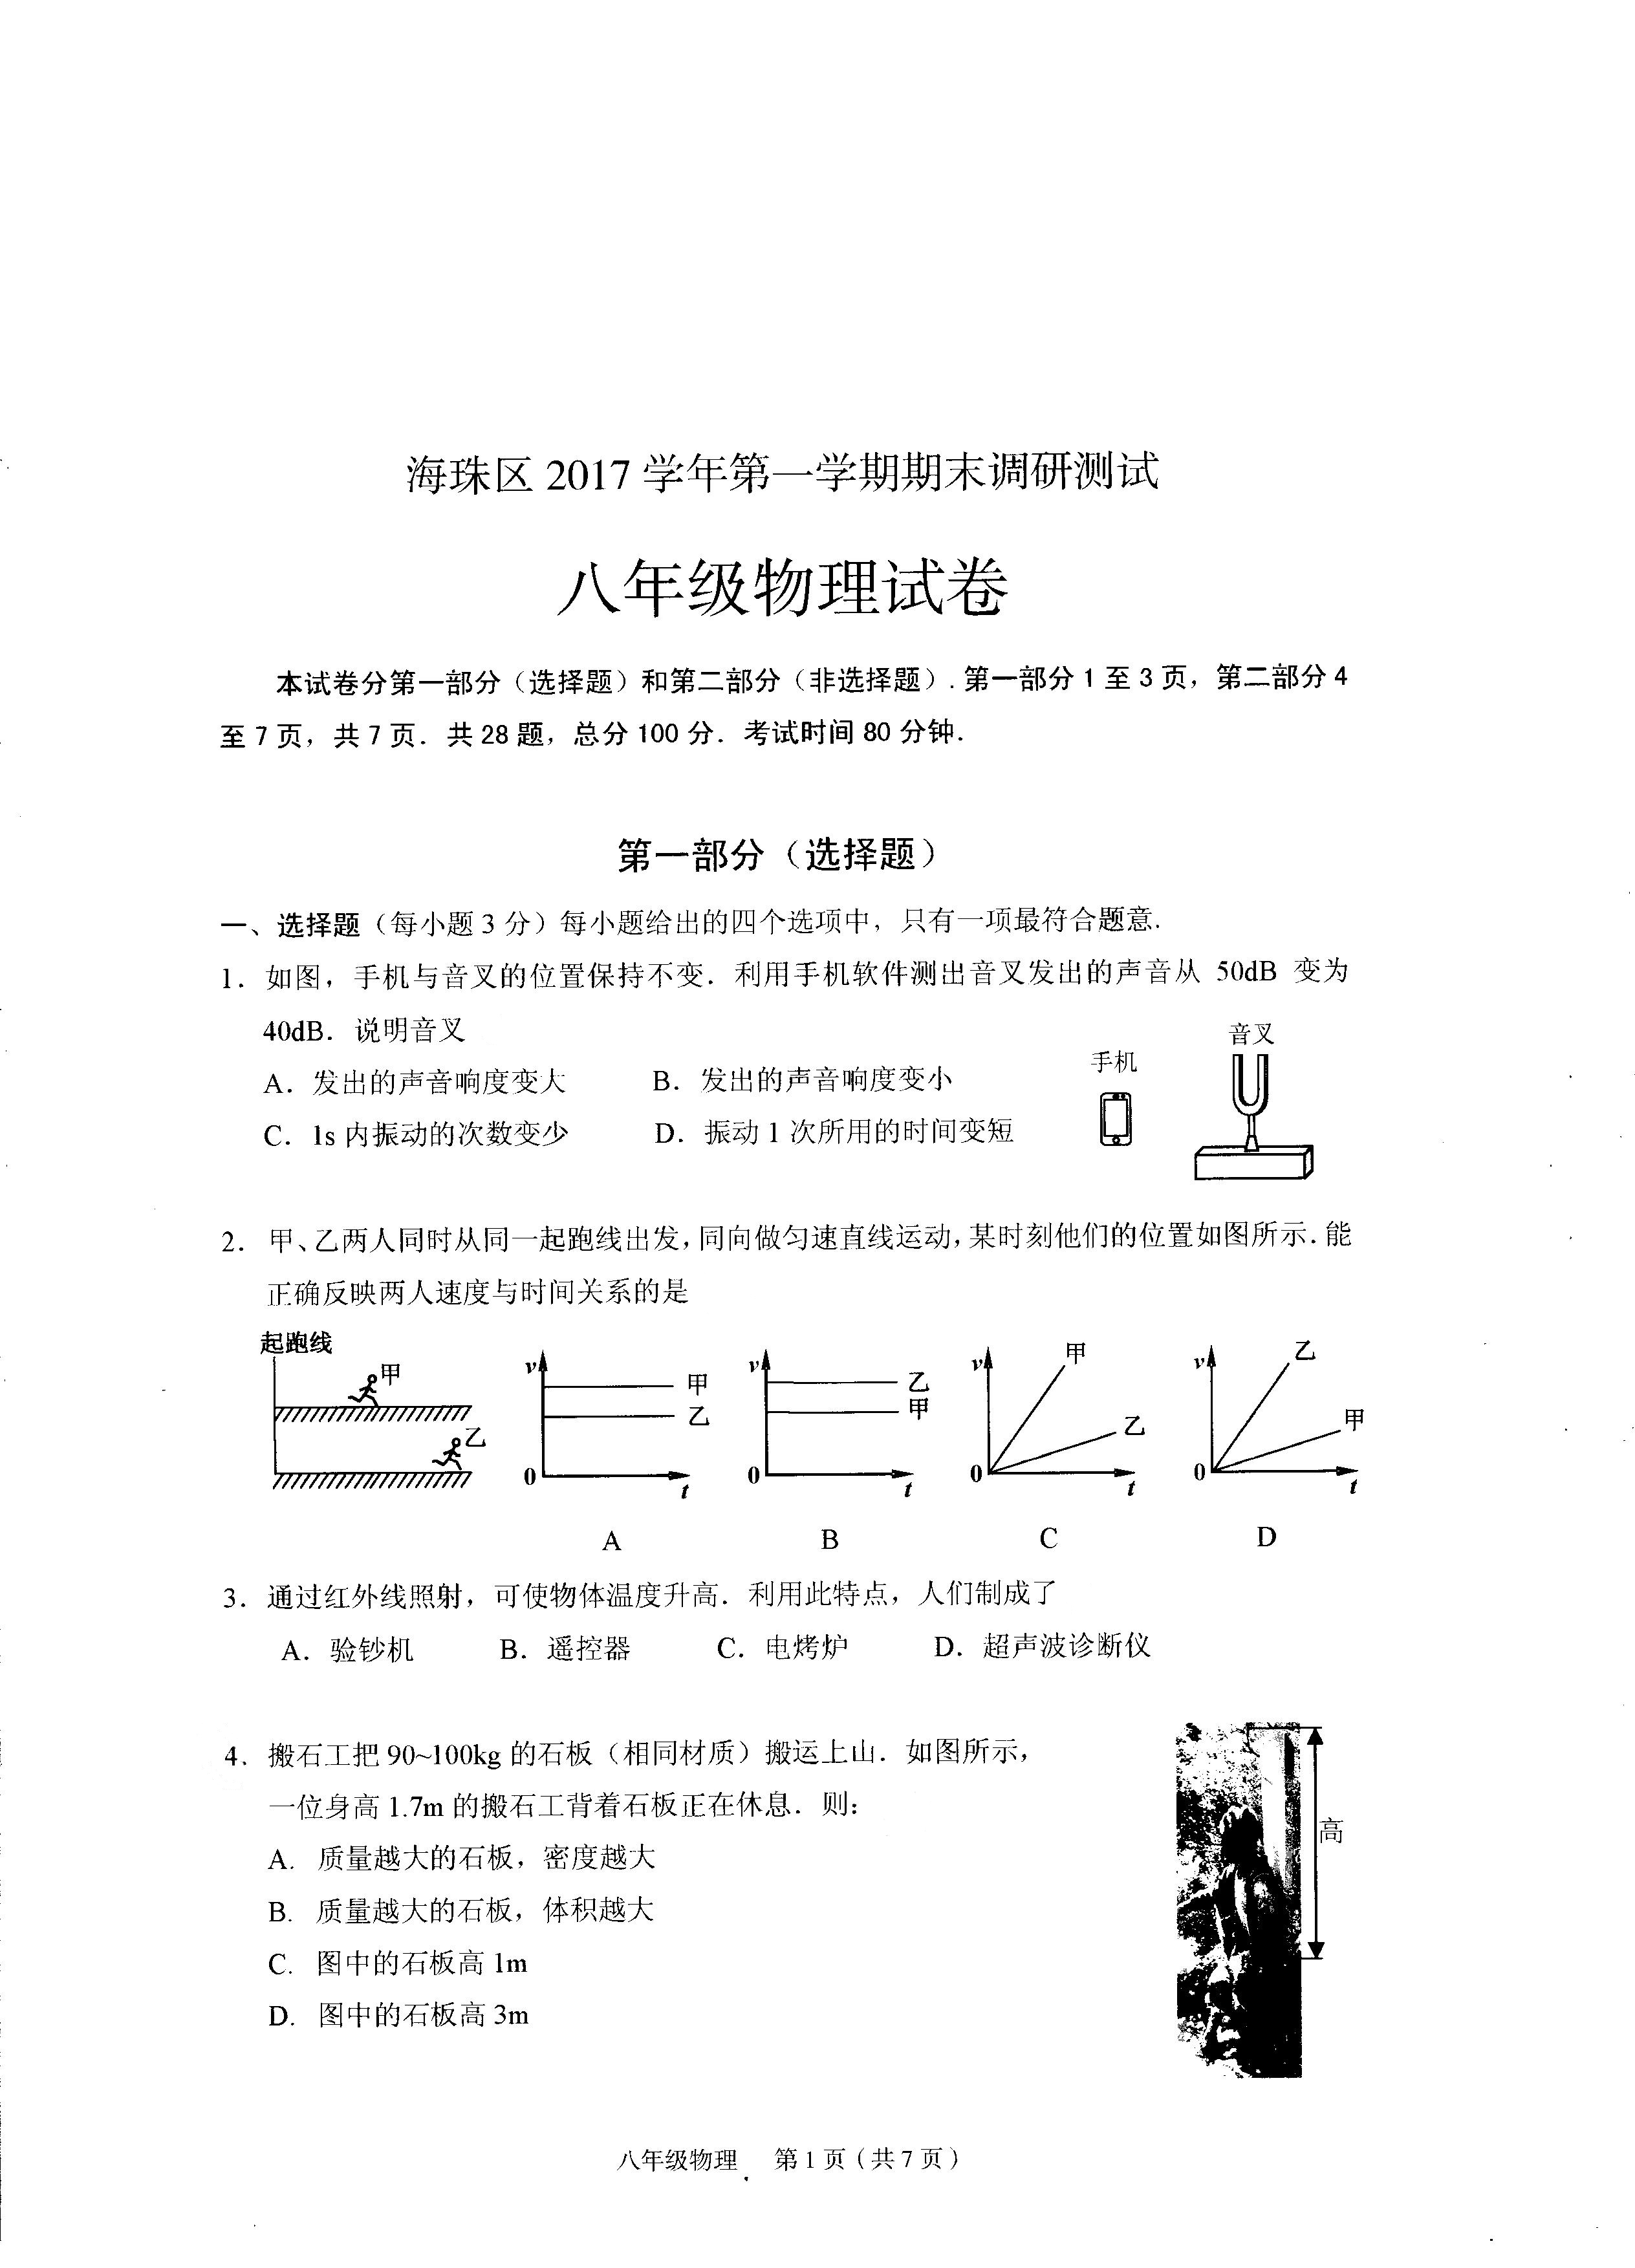 海珠区 2017 学年第一学期期末调研测试
八年级物理试卷
本试卷分第一部分（选择题）和第二部分（非选择题）. 第一部分 1 至 3 页，第二部分 4
至 7 页，共 7 页．共 28 题，总分 100 分．考试时间 80 分钟．
第一部分（选择题）
一、选择题（每小题 3 分）每小题给出的四个选项中，只有一项最符合题意.
1．如图，手机与音叉的位置保持不变．利用手机软件测出音叉发出的声音从 50dB 变为
40dB．说明音叉
音叉
手机
A．发出的声音响度变大 B．发出的声音响度变小
C．1s 内振动的次数变少 D．振动 1 次所用的时间变短
2．甲、乙两人同时从同一起跑线出发，同向做匀速直线运动，某时刻他们的位置如图所示．能
正确反映两人速度与时间关系的是
起跑线
甲
乙
v 甲 乙 0 t
v 乙 甲 0 t
v 甲 乙 0 t
v 乙 甲 0 t
A B C D
3．通过红外线照射，可使物体温度升高．利用此特点，人们制成了
A．验钞机 B．遥控器 C．电烤炉 D．超声波诊断仪
4．搬石工把 90~100kg 的石板（相同材质）搬运上山．如图所示，
一位身高 1.7m 的搬石工背着石板正在休息．则：
A. 质量越大的石板，密度越大
B. 质量越大的石板，体积越大
C. 图中的石板高 1m
D. 图中的石板高 3m
高
八年级物理 第 1 页（共 7 页）